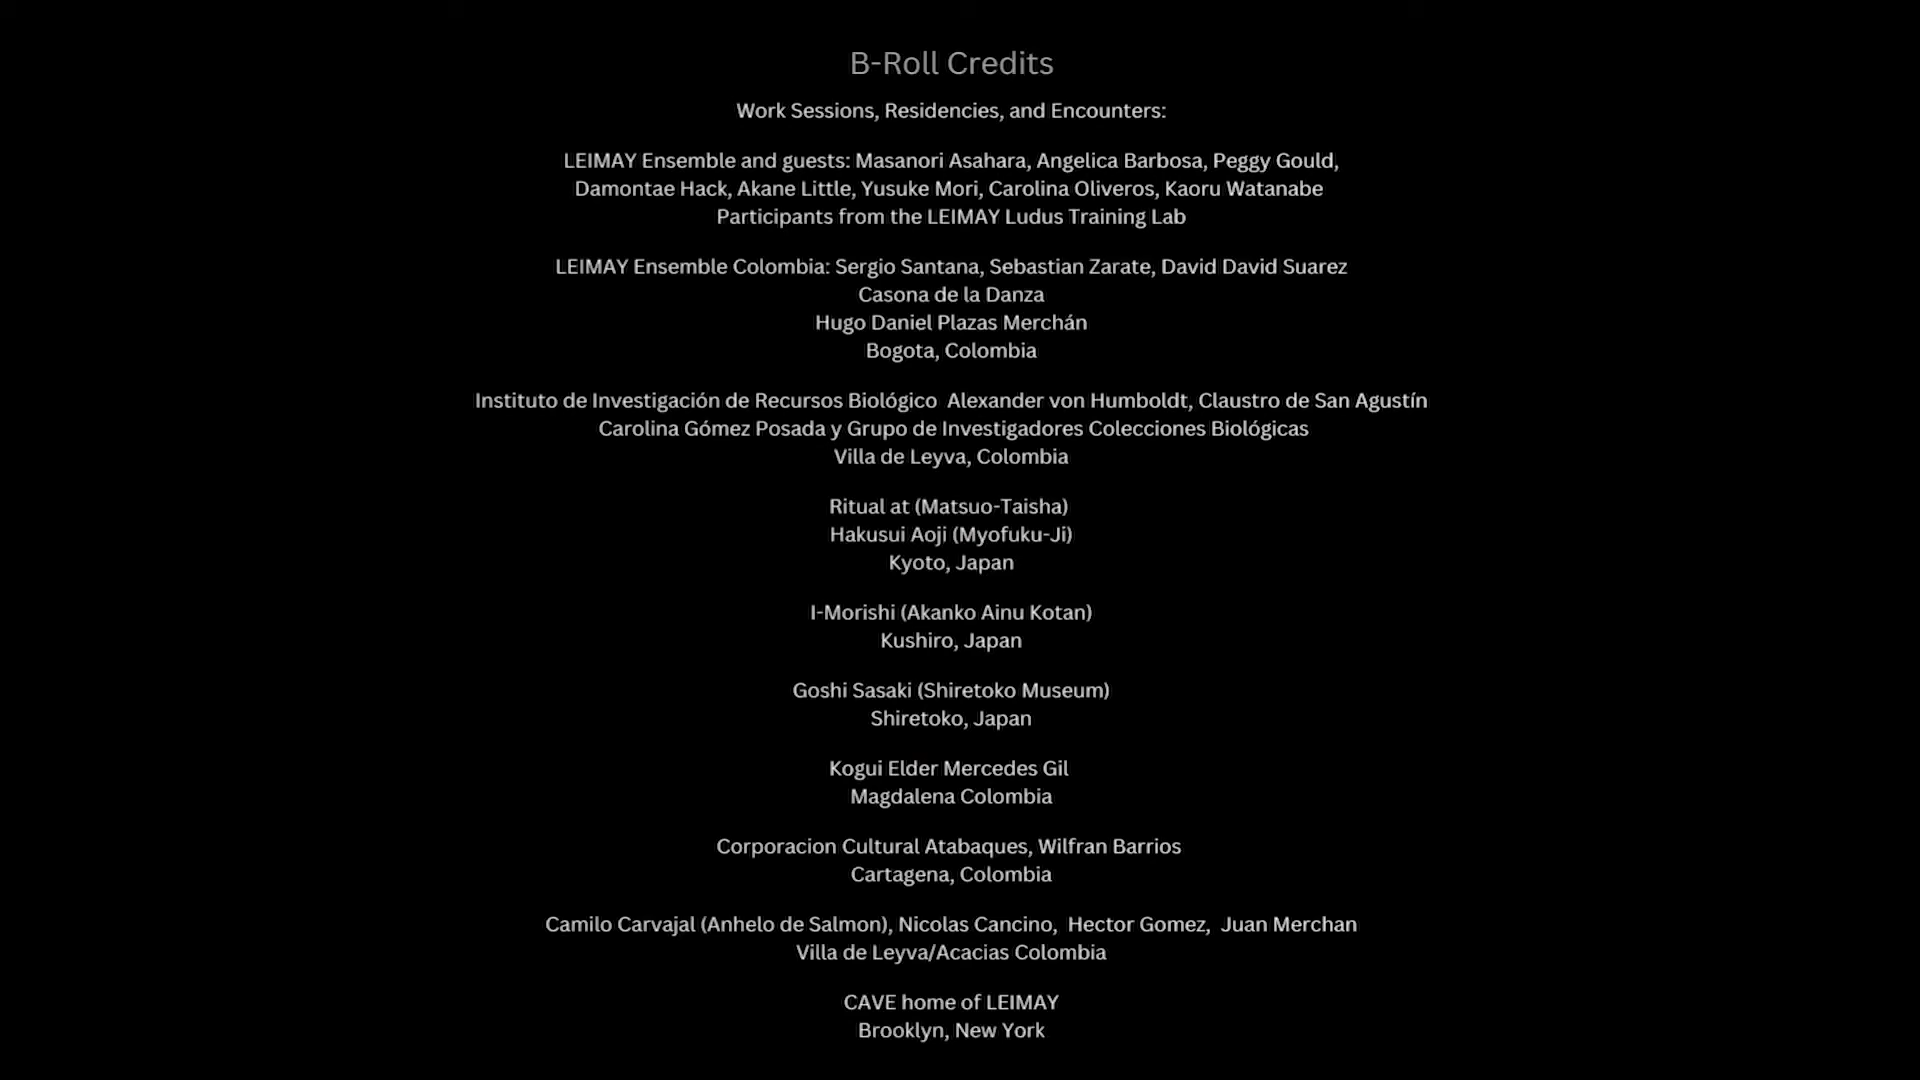 B-Roll Credits
Work Sessions, Residencies, and Encounters:
LEIMAY Ensemble and guests: Masanori Asahara, Angelica Barbosa, Peggy Gould,
Damontae Hack, Akane Little, Yusuke Mori, Carolina Oliveros, Kaoru Watanabe
Participants from the LEIMAY Ludus Training Lab
LEIMAY Ensemble Colombia: Sergio Santana, Sebastian Zarate, David David Suarez
Casona de la Danza
Hugo Daniel Plazas Merchán
Bogota, Colombia
Instituto de Investigación de Recursos Biológico  Alexander von Humboldt, Claustro de San Agustín
Carolina Gómez Posada y Grupo de Investigadores Colecciones Biológicas
Villa de Leyva, Colombia
Ritual at (Matsuo-Taisha)
Hakusui Aoji (Myofuku-Ji)
Kyoto, Japan
I-Morishi (Akanko Ainu Kotan)
Kushiro, Japan
Goshi Sasaki (Shiretoko Museum)
Shiretoko, Japan
Kogui Elder Mercedes Gil
Magdalena Colombia
Corporacion Cultural Atabaques, Wilfran Barrios
Cartagena, Colombia
Camilo Carvajal (Anhelo de Salmon), Nicolas Cancino,  Hector Gomez,  Juan Merchan
Villa de Leyva/Acacias Colombia
CAVE home of LEIMAY
Brooklyn, New York